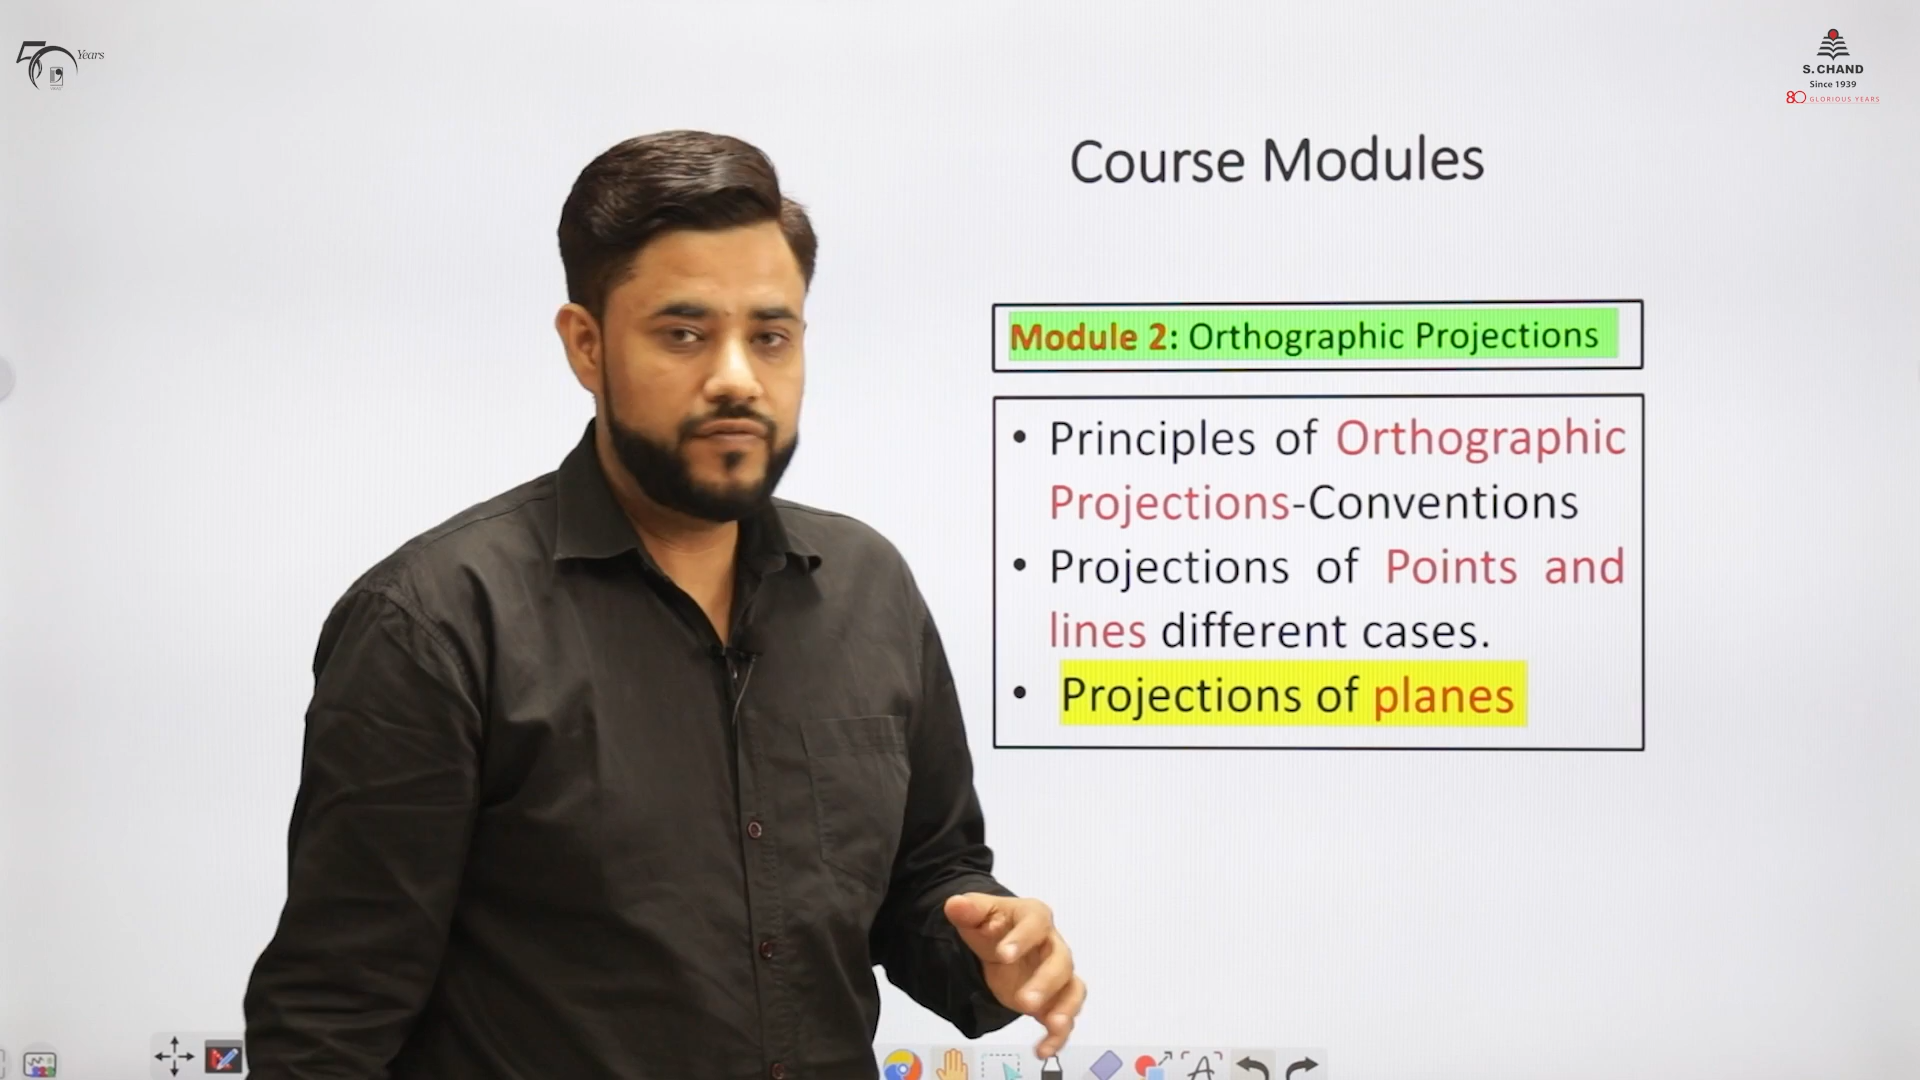 50 Years
S. CHAND
Since 1939
80 GLORIOUS YEARS
Course Modules
Module 2: Orthographic Projections
• Principles of Orthographic
Projections-Conventions
• Projections of Points and
lines different cases.
• Projections of planes